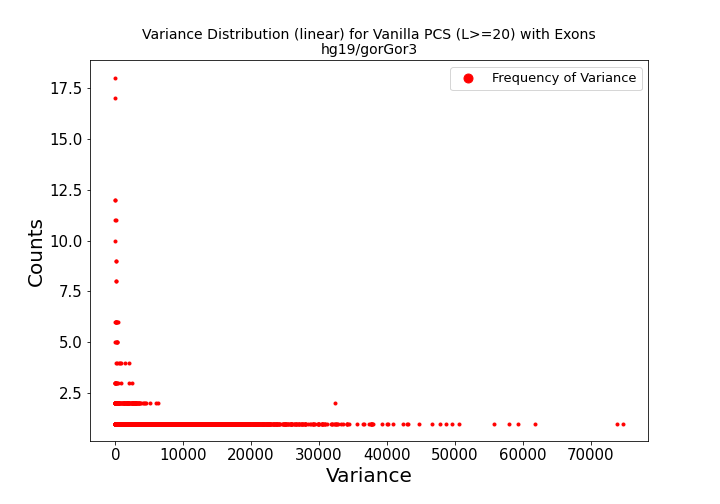 Variance Distribution (linear) for Vanilla PCS (L>=20) with Exons
hg19/gorGor3
Frequency of Variance
17.5
15.0
12.5
10.0
7.5
5.0
2.5
Counts
0 10000 20000 30000 40000 50000 60000 70000
Variance